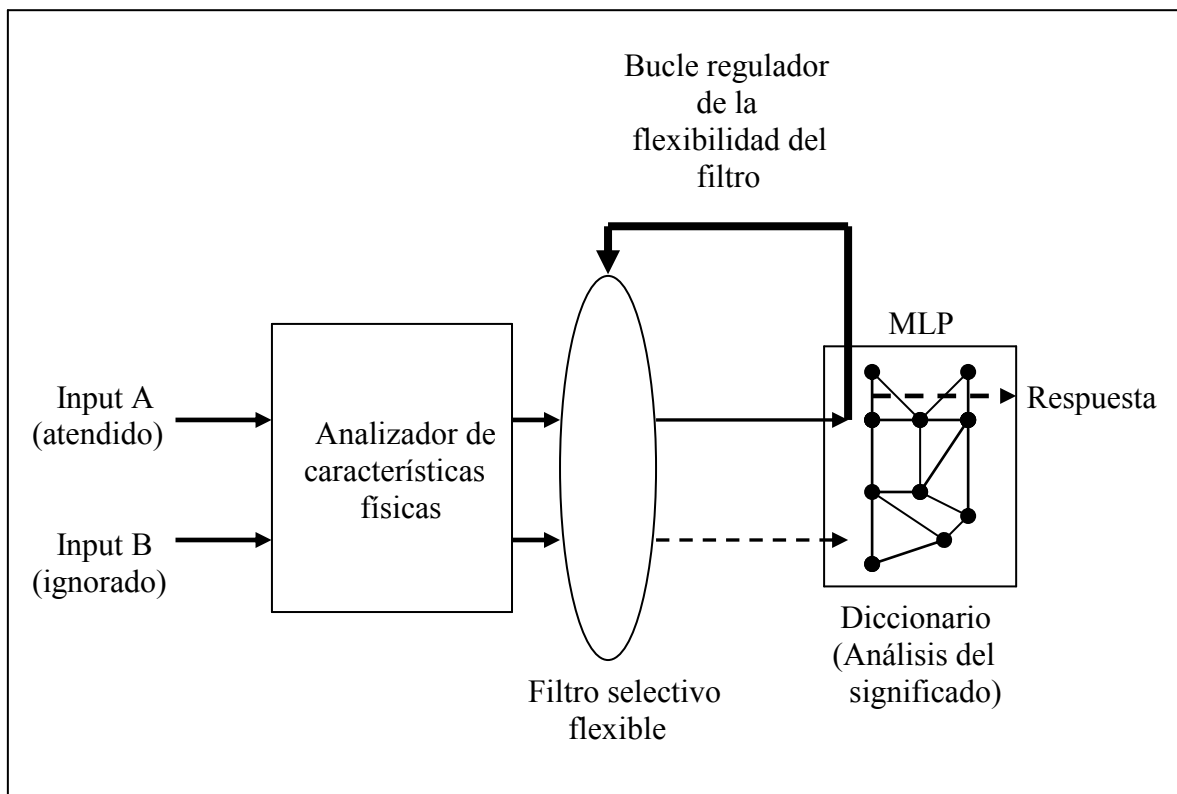 Bucle regulador
de la
flexibilidad del
filtro
MLP
Input A
(atendido)
Analizador de
características
físicas
Respuesta
Input B
(ignorado)
Diccionario
(Análisis del
significado)
Filtro selectivo
flexible